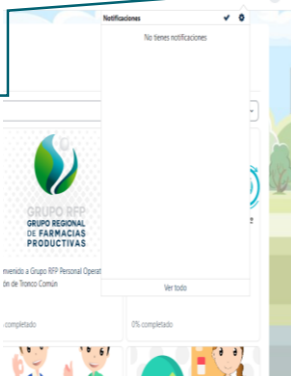 Notificaciones
No tienes notificaciones
GRUPO RFP
GRUPO REGIONAL
DE FARMACIAS
PRODUCTIVAS
envenido a Grupo RFP Personal Operat
ón de Tronco Común
Ver todo
completado
0% completado